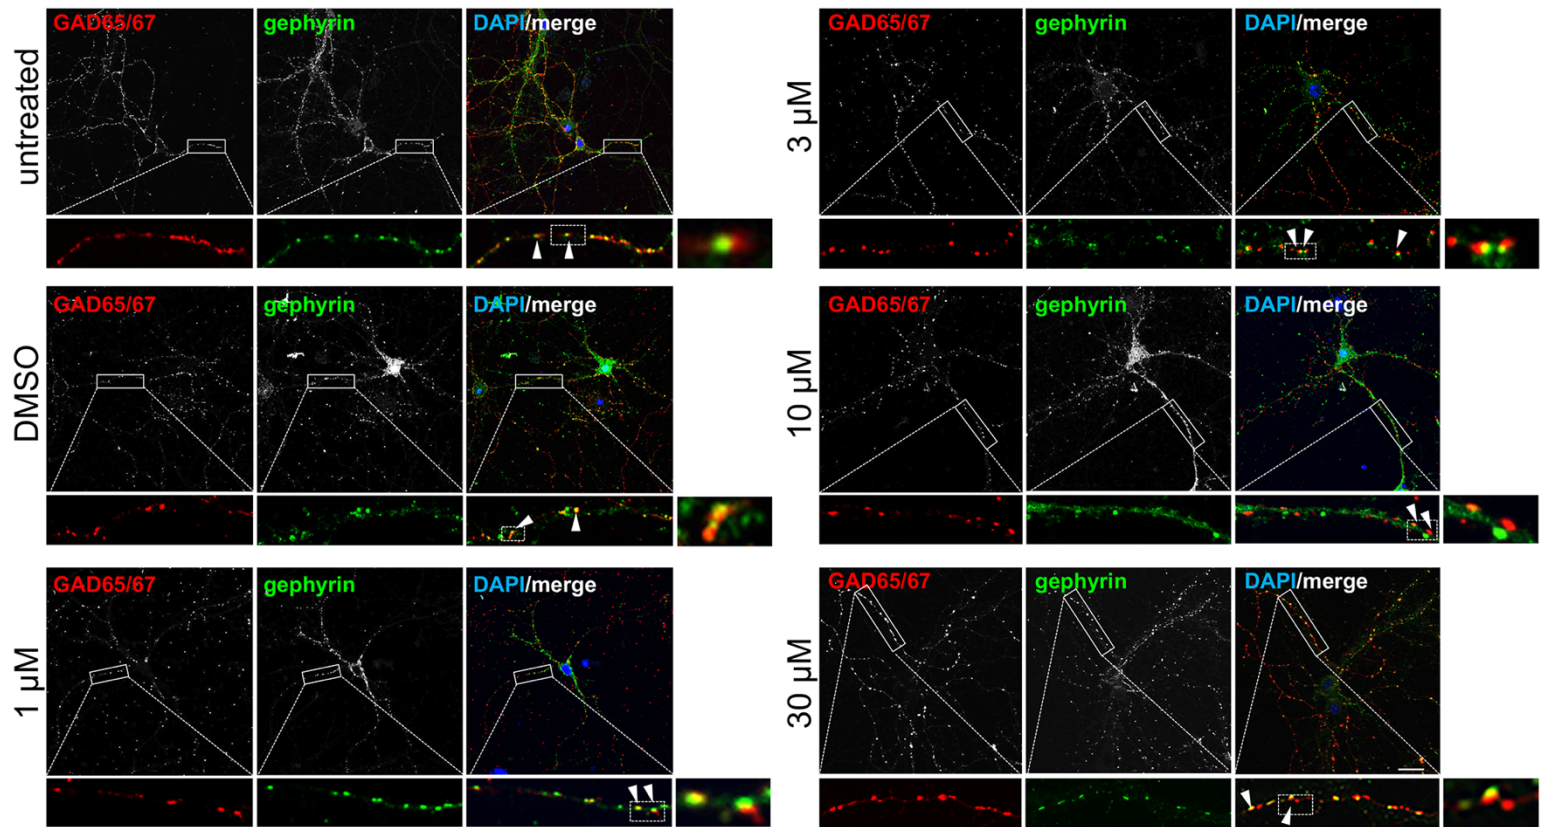 untreated
GAD65/67 gephyrin DAPI/merge
DMSO
GAD65/67 gephyrin DAPI/merge
1 µM
GAD65/67 gephyrin DAPI/merge
3 µM
GAD65/67 gephyrin DAPI/merge
10 µM
GAD65/67 gephyrin DAPI/merge
30 µM
GAD65/67 gephyrin DAPI/merge